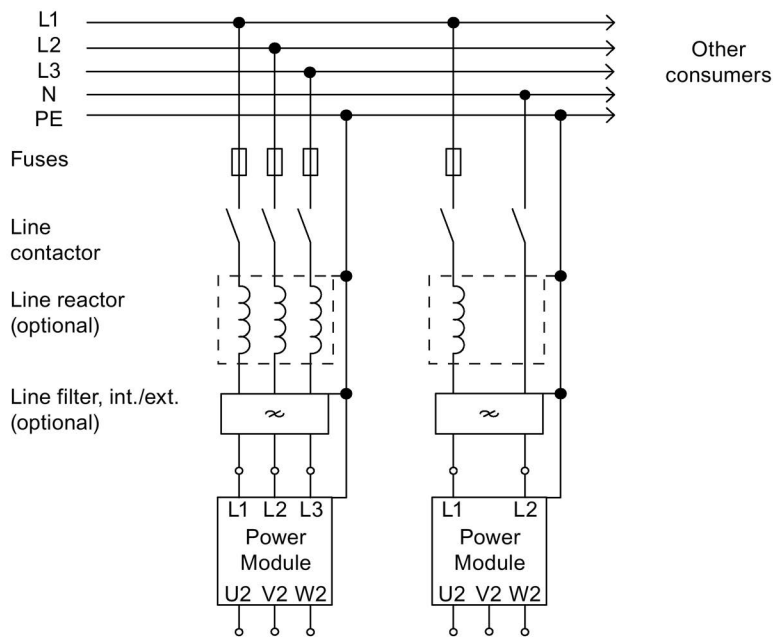 L1
L2
L3
N
PE
Other
consumers
Fuses
Line
contactor
Line reactor
(optional)
Line filter, int./ext.
(optional)
L1 L2 L3
Power
Module
U2 V2 W2
L1 L2
Power
Module
U2 V2 W2